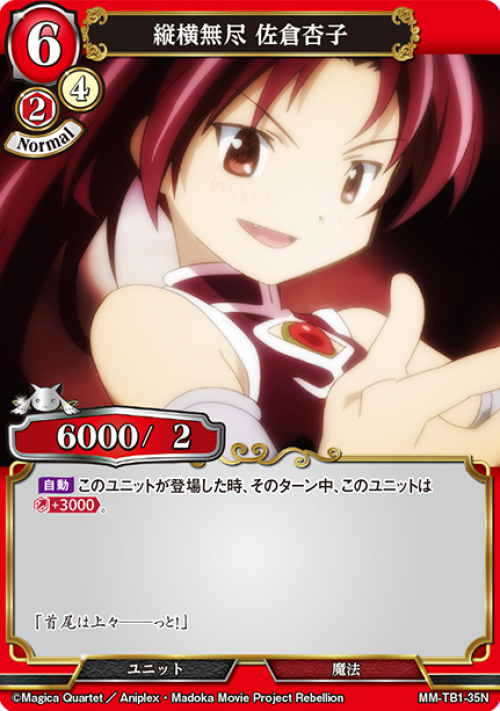 6
縦横無尽 佐倉杏子
2
4
Normal
6000/ 2
自動 このユニットが登場した時、そのターン中、このユニットは
+3000。
「首尾は上々――っと!」
ユニット
魔法
©Magica Quartet／Aniplex・Madoka Movie Project Rebellion
MM-TB1-35N